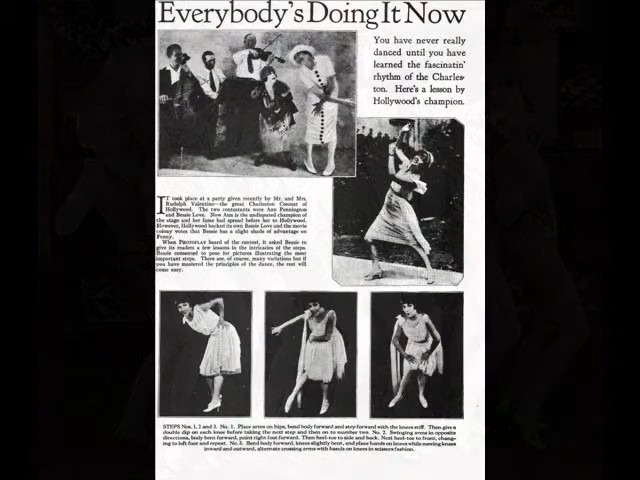 Everybody's Doing It Now
You have never really
danced until you have
learned the fascinatin'
rhythm of the Charles-
ton. Here's a lesson by
Hollywood's champion.
IT took place at a party given recently by Mr. and Mrs.
Rudolph Valentino—the great Charleston Contest of
Hollywood. The two contestants were Ann Pennington
and Bessie Love. Now Ann is the undisputed champion of
the stage and her fame had spread before her to Hollywood.
However, Hollywood backed its own Bessie Love and the movie
colony votes that Bessie has a slight shade of advantage on
Penny.
When PHOTOPLAY heard of the contest, it asked Bessie to
give its readers a few lessons in the intricacies of the steps.
Bessie consented to pose for pictures illustrating the most
important steps. There are, of course, many variations but if
you have mastered the principles of the dance, the rest will
come easy.
STEPS Nos. 1, 2 and 3. No. 1. Place arms on hips, bend body forward and step forward with the knees stiff. Then give a
double dip on each knee before taking the next step and then on to number two. No. 2. Swinging arms in opposite
directions, body bent forward, point right foot forward. Then heel-toe to side and back. Next heel-toe to front, chang-
ing to left foot and repeat. No. 3. Bend body forward, knees slightly bent, and place hands on knees while moving knees
inward and outward, alternate crossing arms with hands on knees in scissors fashion.